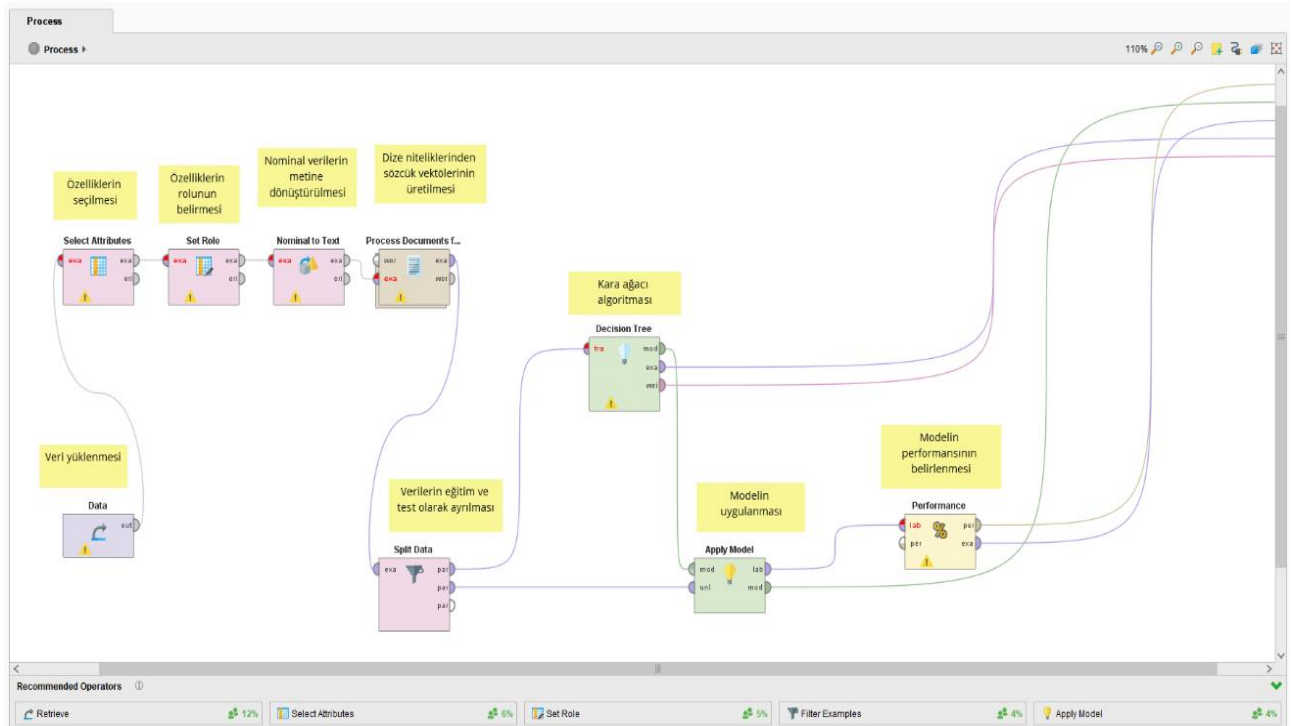 Process
Process
110%
Özelliklerin
seçilmesi
Özelliklerin
rolunun
belirmesi
Nominal verilerin
metine
dönüştürülmesi
Dize niteliklerinden
sözcük vektölerinin
üretilmesi
Select Attributes
exa
exa
ori
Set Role
exa
exa
ori
Nominal to Text
exa
exa
ori
Process Documents f...
wor
exa
exa
wor
Kara ağacı
algoritması
Decision Tree
tra
mod
exa
wei
Veri yüklenmesi
Data
out
Verilerin eğitim ve
test olarak ayrılması
Split Data
exa
par
par
par
Modelin
uygulanması
Apply Model
mod
lab
unl
mod
Modelin
performansının
belirlenmesi
Performance
lab
per
per
exa
Recommended Operators
Retrieve
12%
Select Attributes
6%
Set Role
5%
Filter Examples
4%
Apply Model
4%